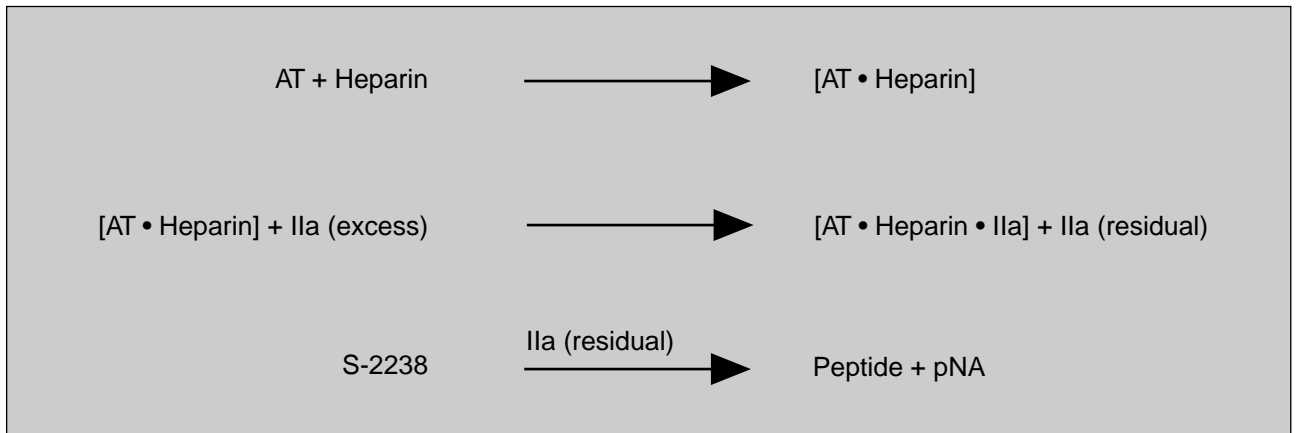 AT + Heparin [AT • Heparin]
[AT • Heparin] + IIa (excess) [AT • Heparin • IIa] + IIa (residual)
IIa (residual)
S-2238 Peptide + pNA